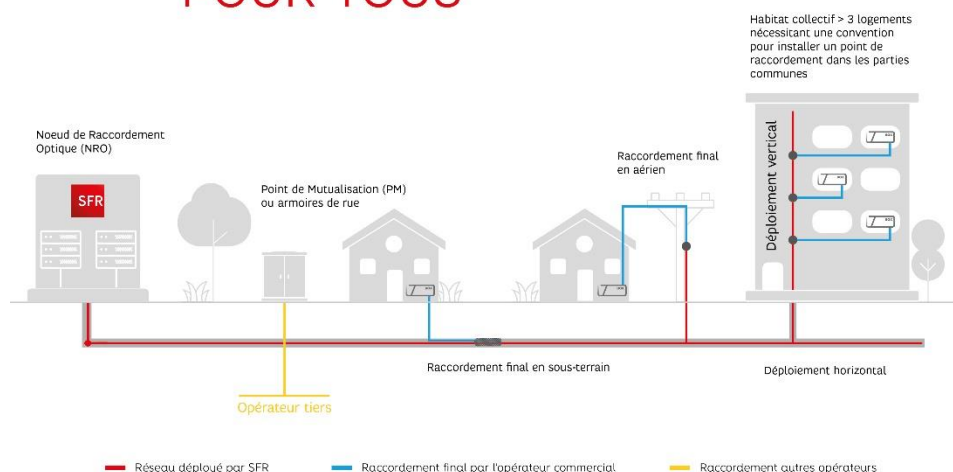 POUR TOUS
Habitat collectif > 3 logements
nécessitant une convention
pour installer un point de
raccordement dans les parties
communes
Noeud de Raccordement
Optique (NRO)
SFR
Point de Mutualisation (PM)
ou armoires de rue
Raccordement final
en aérien
Déploiement vertical
Raccordement final en sous-terrain
Déploiement horizontal
Opérateur tiers
Réseau déployé par SFR
Raccordement final par l'opérateur commercial
Raccordement autres opérateurs